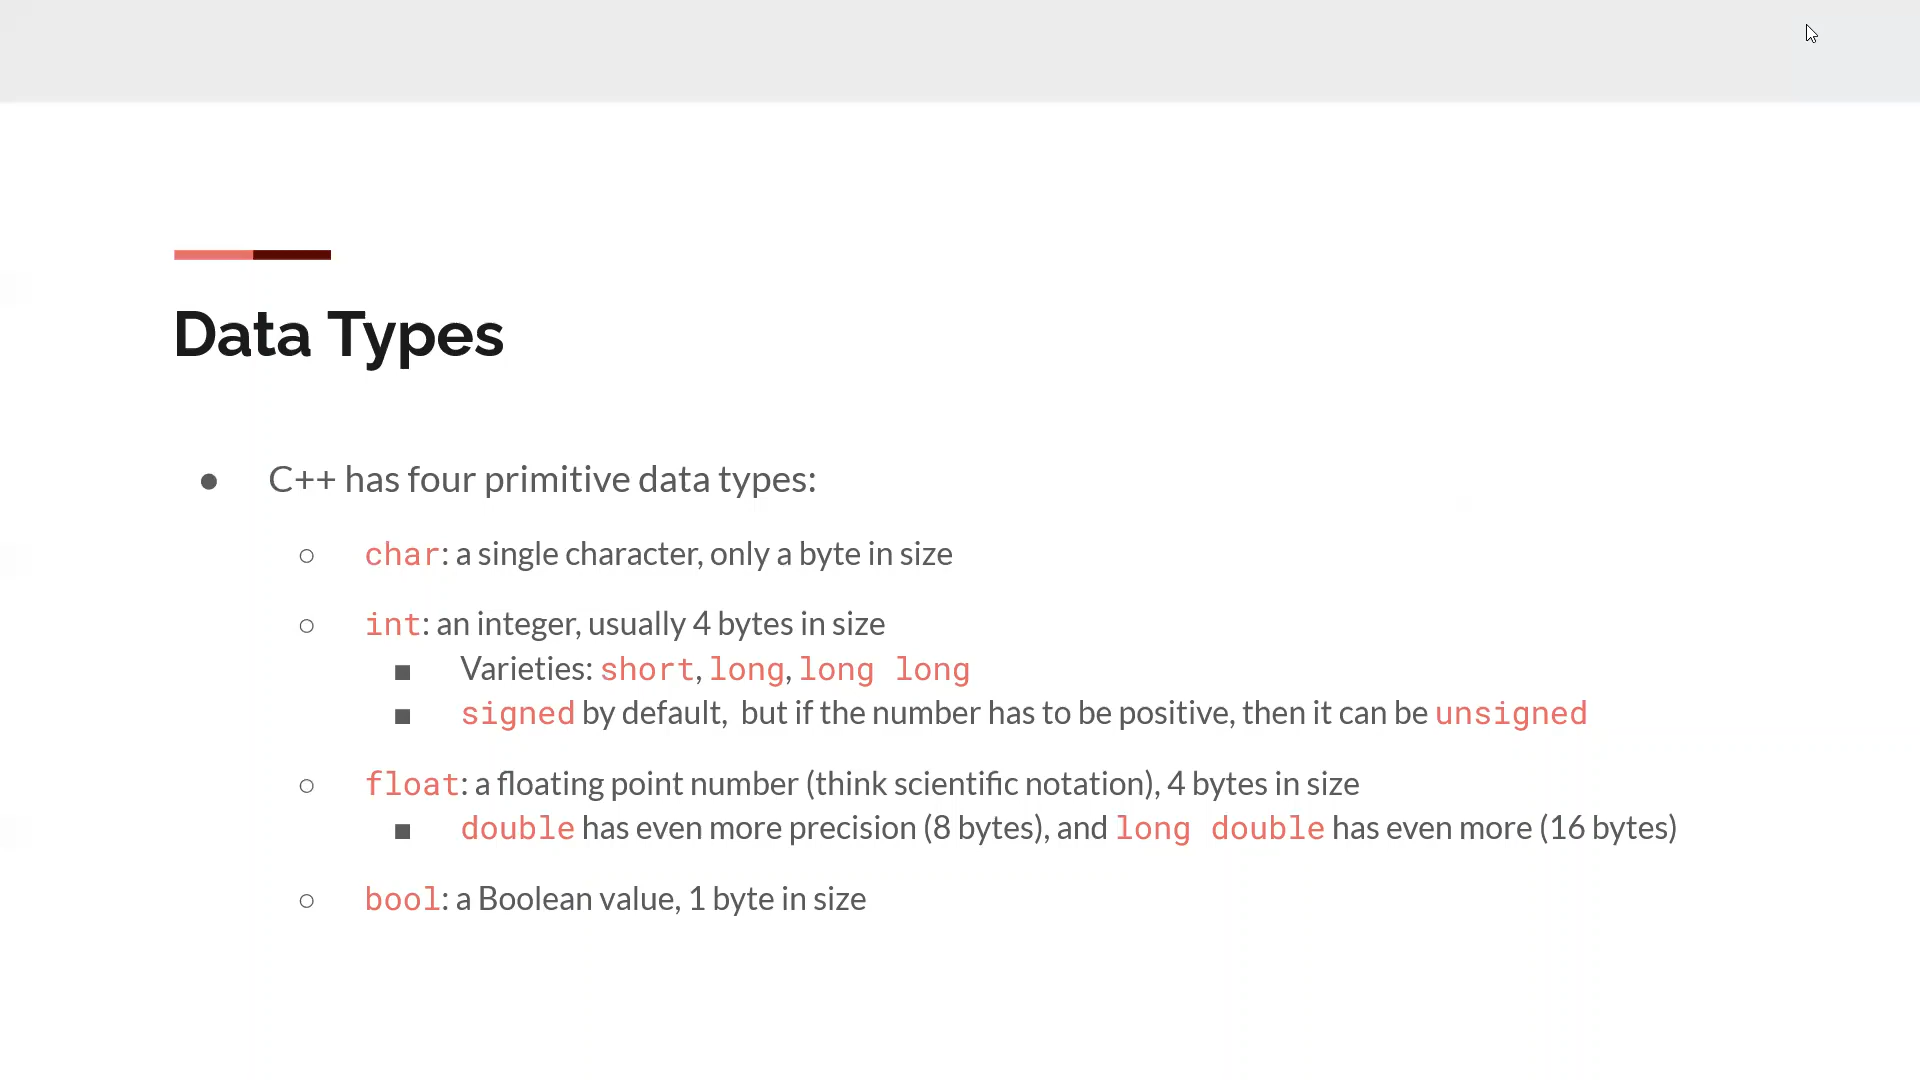 Data Types
● C++ has four primitive data types:
○ char: a single character, only a byte in size
○ int: an integer, usually 4 bytes in size
■ Varieties: short, long, long long
■ signed by default,  but if the number has to be positive, then it can be unsigned
○ float: a floating point number (think scientific notation), 4 bytes in size
■ double has even more precision (8 bytes), and long double has even more (16 bytes)
○ bool: a Boolean value, 1 byte in size